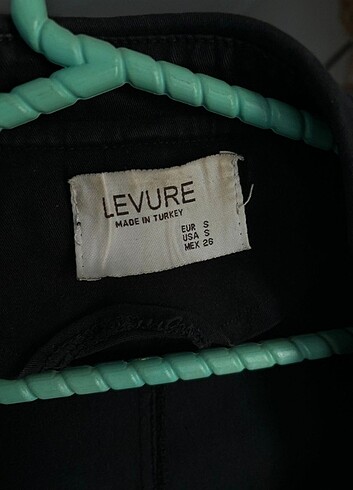 LEVURE
MADE IN TURKEY
EUR S
USA S
MEX 26